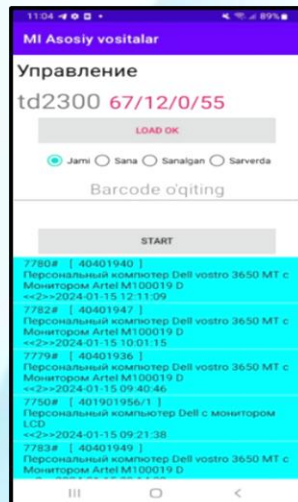 11:04 89%
MI Asosiy vositalar
Управление
td2300 67/12/0/55
LOAD OK
Jami Sana Sanalgan Sarverda
Barcode o'qiting
START
7780# [ 40401940 ]
Персональный компютер Dell vostro 3650 MT с
Монитором Artel M100019 D
<<2>>2024-01-15 12:11:09
7782# [ 40401947 ]
Персональный компютер Dell vostro 3650 MT с
Монитором Artel M100019 D
<<2>>2024-01-15 10:01:15
7779# [ 40401936 ]
Персональный компютер Dell vostro 3650 MT с
Монитором Artel M100019 D
<<2>>2024-01-15 09:40:46
7750# [ 401901956/1 ]
Персональный компьютор Dell с монитором
LCD
<<2>>2024-01-15 09:21:38
7783# [ 40401949 ]
Персональный компютер Dell vostro 3650 MT с
Монитором Artel M100019 D